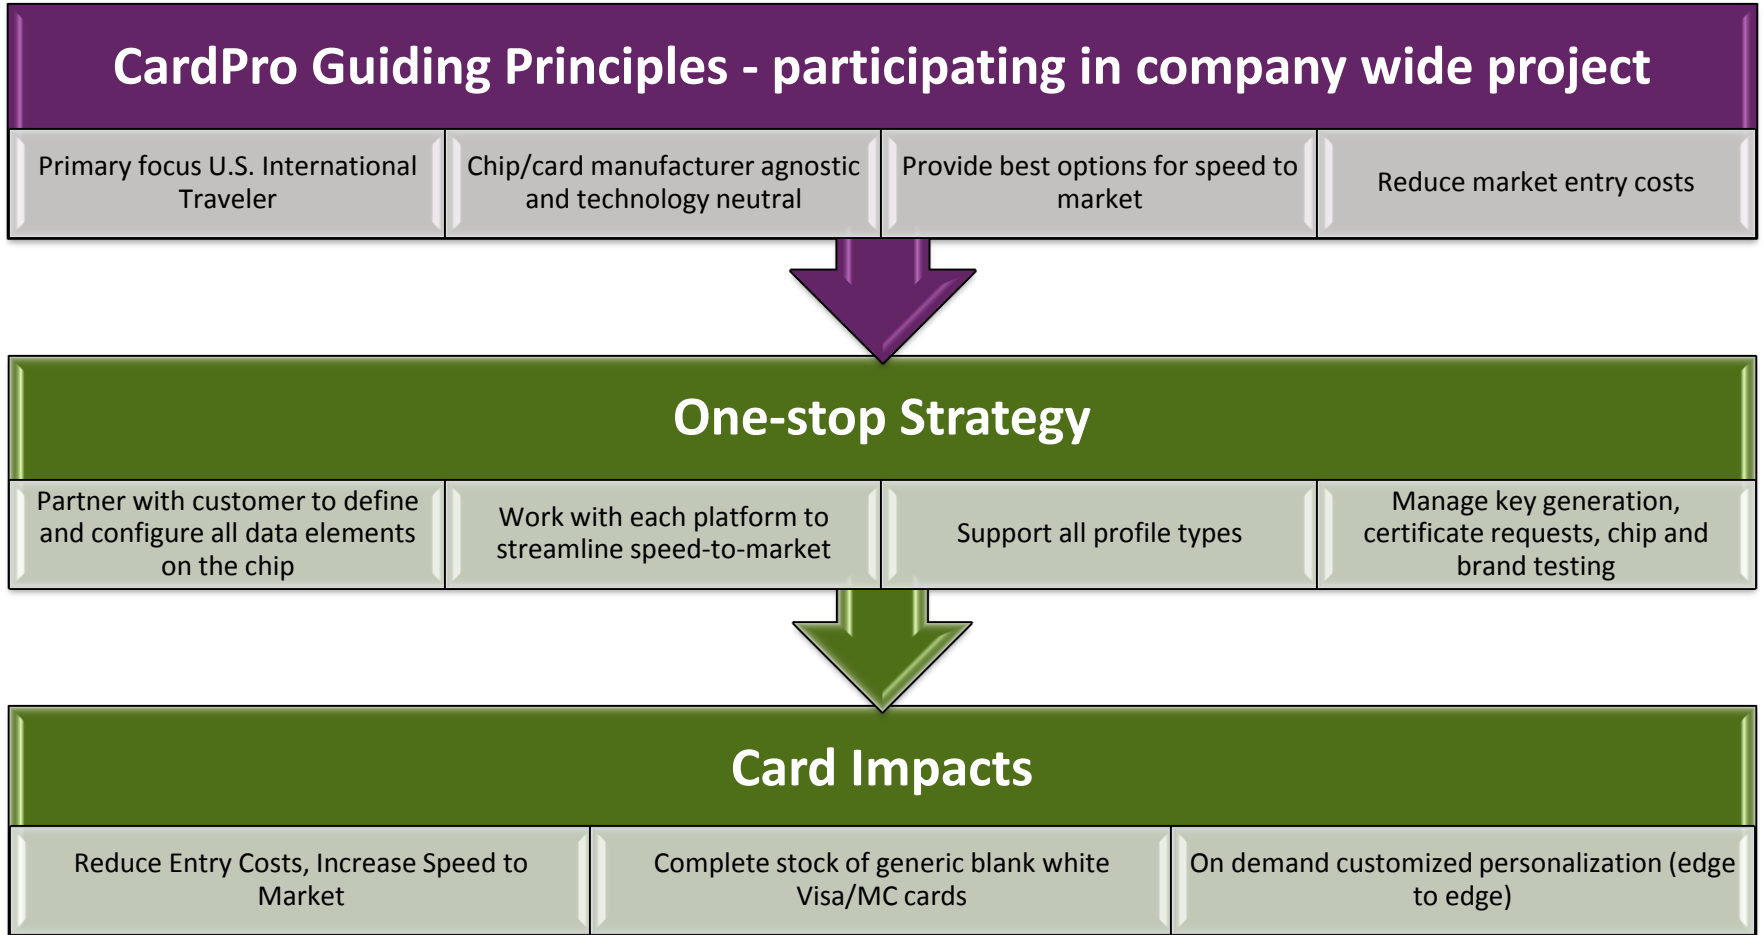 CardPro Guiding Principles - participating in company wide project
Primary focus U.S. International
Traveler
Chip/card manufacturer agnostic
and technology neutral
Provide best options for speed to
market
Reduce market entry costs
One-stop Strategy
Partner with customer to define
and configure all data elements
on the chip
Work with each platform to
streamline speed-to-market
Support all profile types
Manage key generation,
certificate requests, chip and
brand testing
Card Impacts
Reduce Entry Costs, Increase Speed to
Market
Complete stock of generic blank white
Visa/MC cards
On demand customized personalization (edge
to edge)